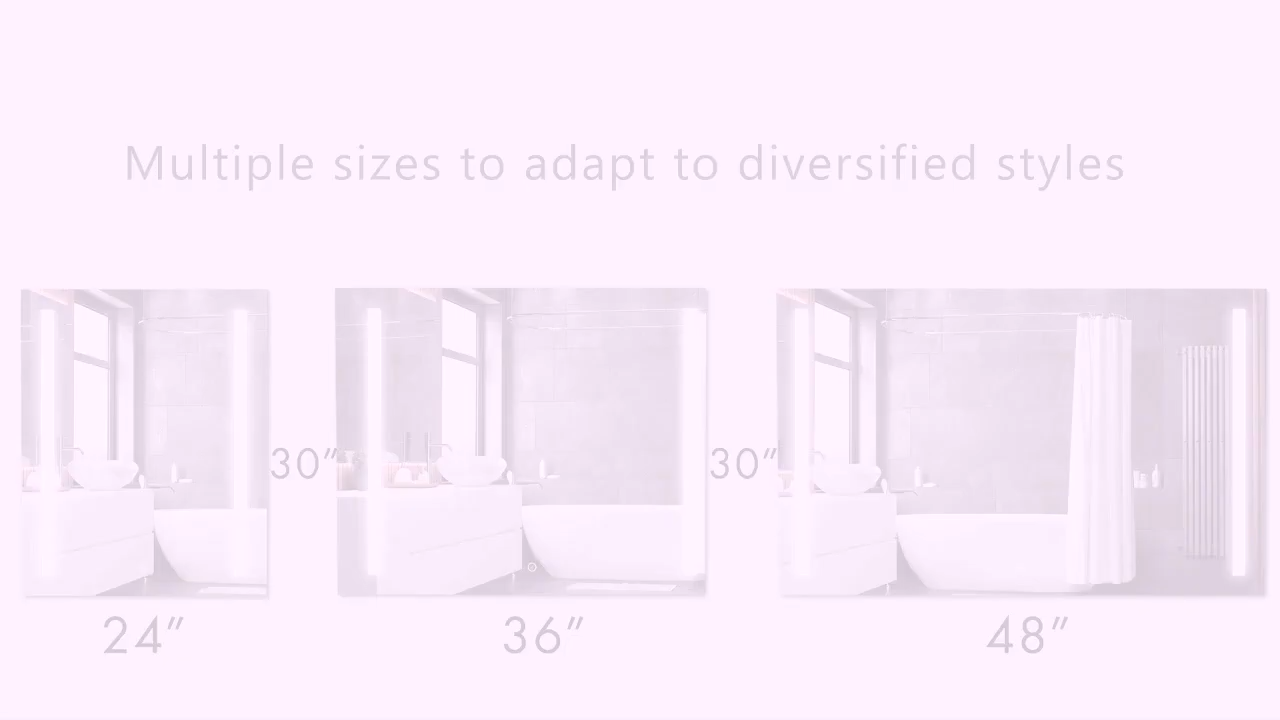 Multiple sizes to adapt to diversified styles
30″ 30″
24″ 36″ 48″